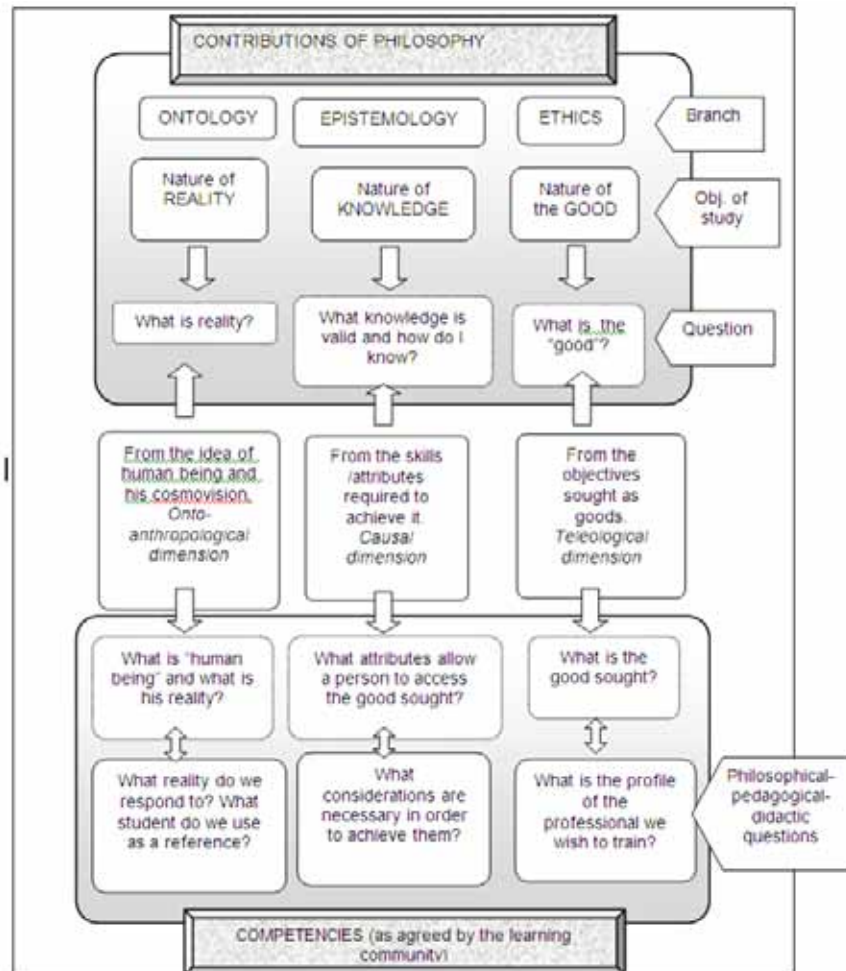 CONTRIBUTIONS OF PHILOSOPHY
ONTOLOGY
EPISTEMOLOGY
ETHICS
Branch
Nature of
REALITY
Nature of
KNOWLEDGE
Nature of
the GOOD
Obj. of
study
What is reality?
What knowledge is
valid and how do I
know?
What is the
"good"?
Question
From the idea of
human being and
his cosmovision.
Onto-
anthropological
dimension
From the skills
/attributes
required to
achieve it.
Causal
dimension
From the
objectives
sought as
goods.
Teleological
dimension
What is "human
being" and what is
his reality?
What attributes allow
a person to access
the good sought?
What is the
good sought?
What reality do we
respond to? What
student do we use
as a reference?
What
considerations are
necessary in order
to achieve them?
What is the profile
of the
professional we
wish to train?
Philosophical-
pedagogical-
didactic
questions
COMPETENCIES (as agreed by the learning
community)